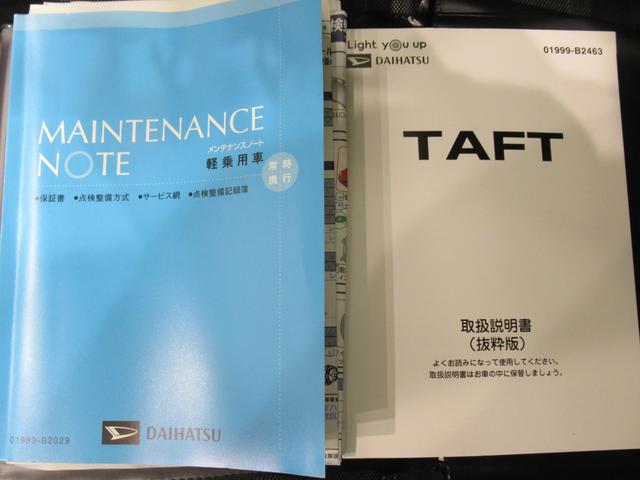 MAINTENANCE
NOTE
メンテナンスノート
軽乗用車
常時
携行
●保証書 ●点検整備方式 ●サービス網 ●点検整備記録簿
01989-B2029
DAIHATSU
検
Light you up
DAIHATSU
01999-B2463
TAFT
取扱説明書
(抜粋版)
よくお読みになって使用してください。
取扱説明書はお車の中に保管しましょう。